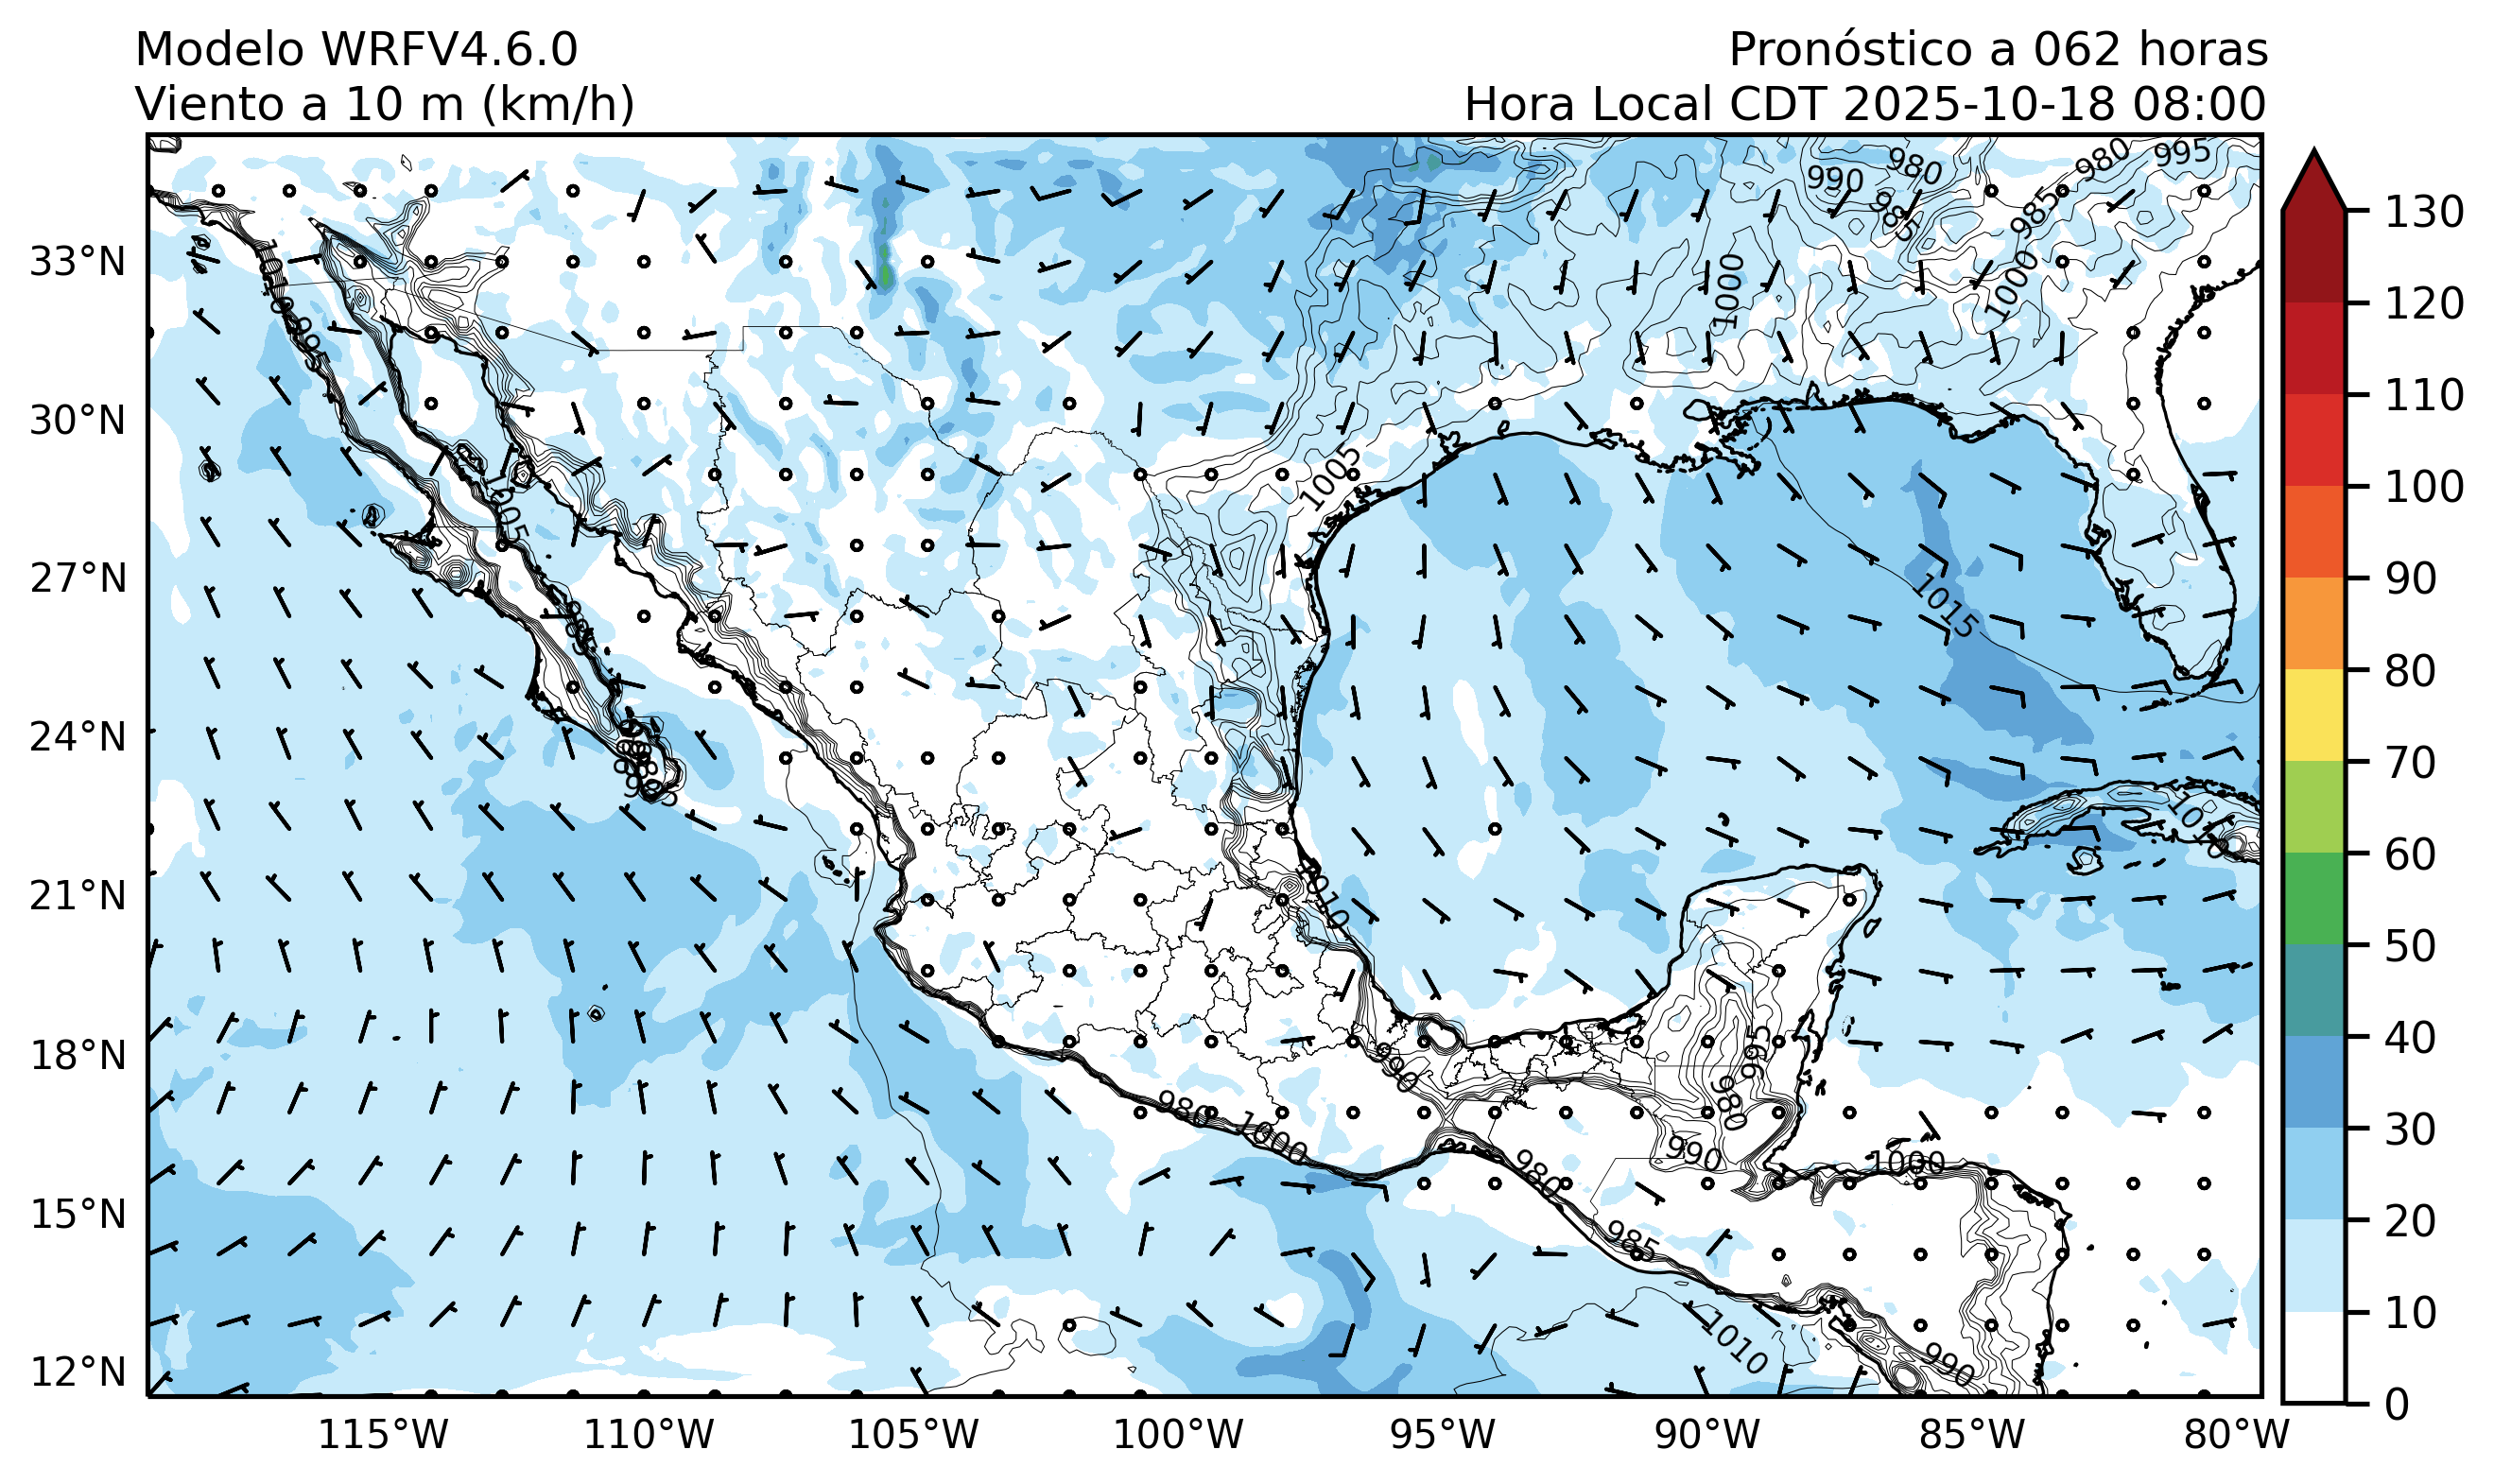 Modelo WRFV4.6.0
Viento a 10 m (km/h)
Pronóstico a 062 horas
Hora Local CDT 2025-10-18 08:00
33°N
30°N
27°N
24°N
21°N
18°N
15°N
12°N
115°W
110°W
105°W
100°W
95°W
90°W
85°W
80°W
130
120
110
100
90
80
70
60
50
40
30
20
10
0
980
995
980
990
985
985
1000
1000
1010
995
1005
1005
985
1015
1010
995
980
990
990
980
1000
1000
980
985
1010
990